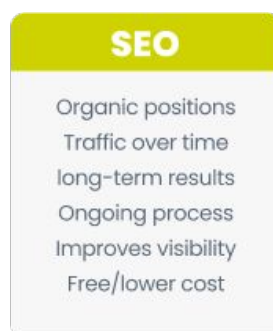 SEO
Organic positions
Traffic over time
long-term results
Ongoing process
Improves visibility
Free/lower cost